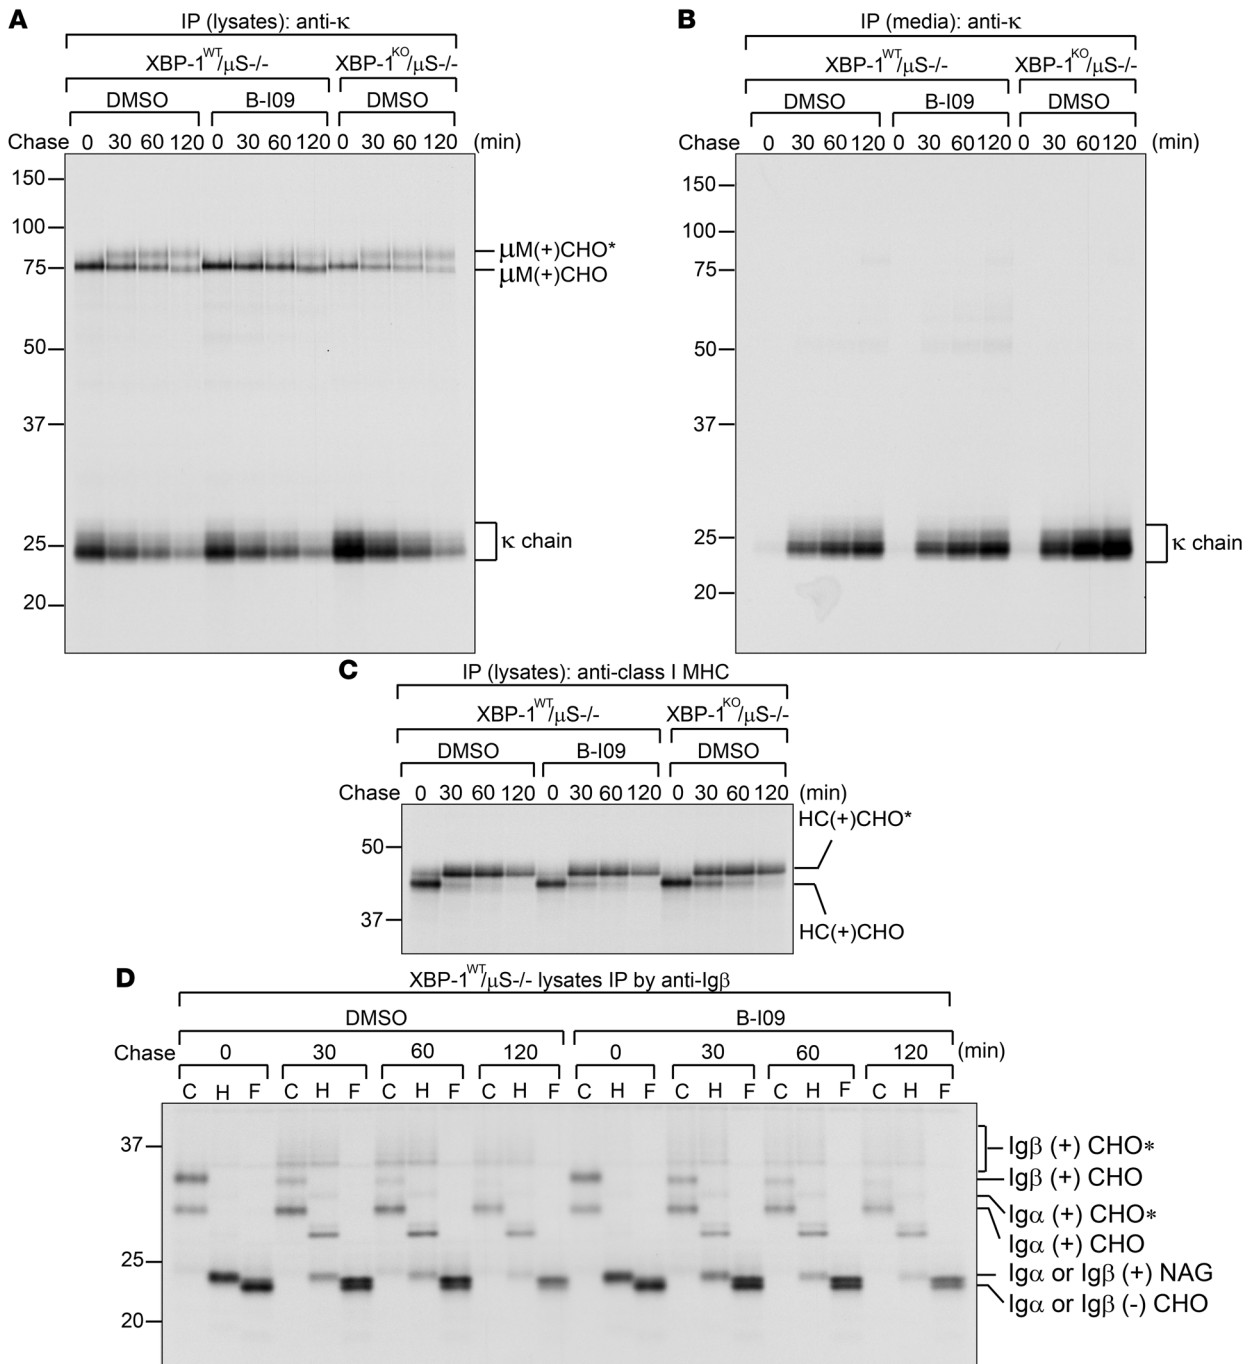 A
IP (lysates): anti-κ
XBP-1WT/μS-/- XBP-1KO/μS-/-
DMSO B-I09 DMSO
Chase 0 30 60 120 0 30 60 120 0 30 60 120 (min)
150
100
75
50
37
25
20
μM(+)CHO*
μM(+)CHO
κ chain
B
IP (media): anti-κ
XBP-1WT/μS-/- XBP-1KO/μS-/-
DMSO B-I09 DMSO
Chase 0 30 60 120 0 30 60 120 0 30 60 120 (min)
150
100
75
50
37
25
20
κ chain
C
IP (lysates): anti-class I MHC
XBP-1WT/μS-/- XBP-1KO/μS-/-
DMSO B-I09 DMSO
Chase 0 30 60 120 0 30 60 120 0 30 60 120 (min)
50
37
HC(+)CHO*
HC(+)CHO
D
XBP-1WT/μS-/- lysates IP by anti-Igβ
DMSO B-I09
Chase 0 30 60 120 0 30 60 120 (min)
C H F C H F C H F C H F C H F C H F C H F C H F
37
25
20
Igβ (+) CHO*
Igβ (+) CHO
Igα (+) CHO*
Igα (+) CHO
Igα or Igβ (+) NAG
Igα or Igβ (-) CHO